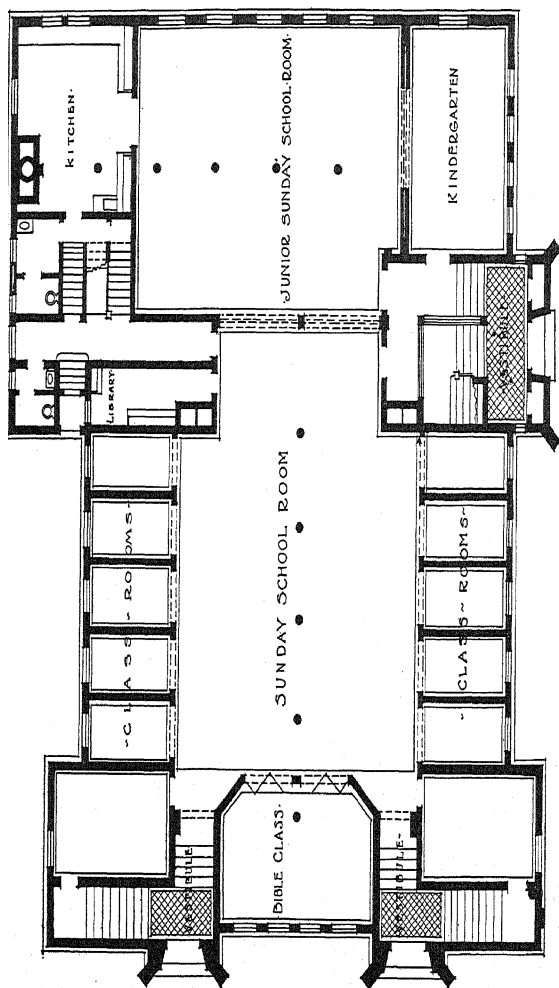 KITCHEN·
·JUNIOR SUNDAY SCHOOL·ROOM·
KINDERGARTEN
VESTIBULE·
LIBRARY
SUNDAY SCHOOL ROOM
~CLASS~ROOMS~
~CLASS~ROOMS~
BIBLE CLASS·
VESTIBULE
VESTIBULE~